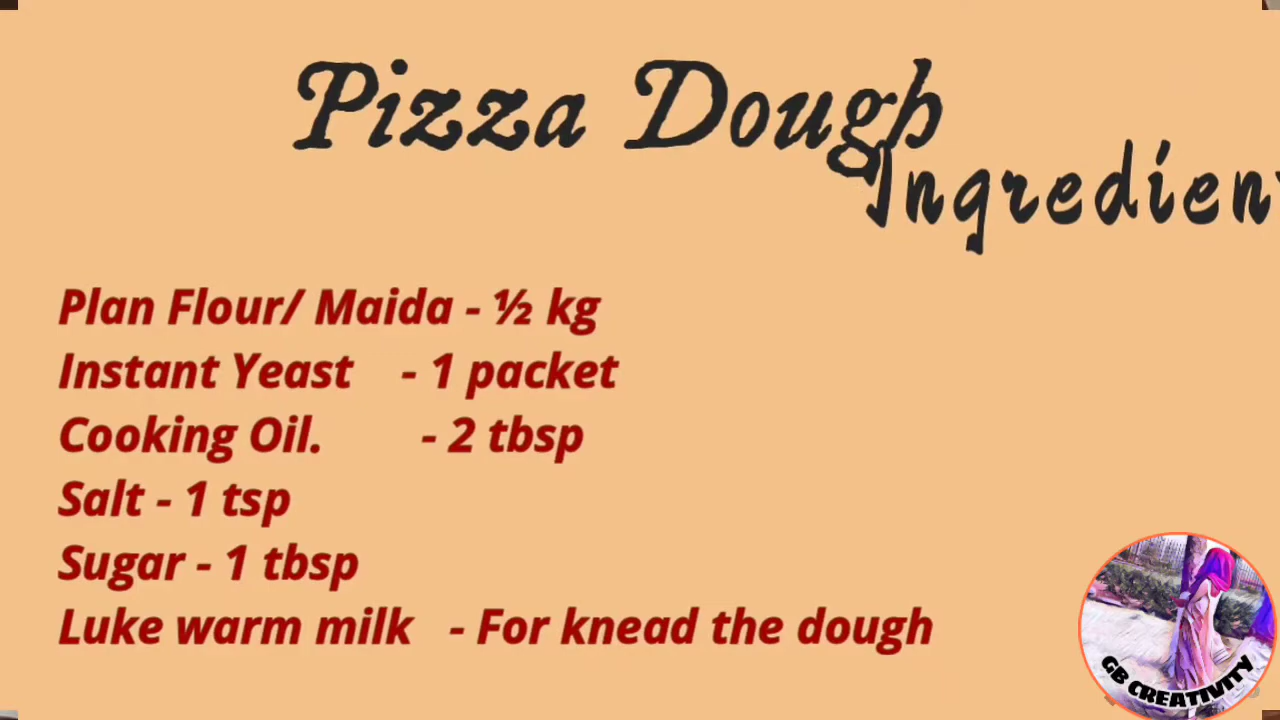 Pizza Dough
Ingredien
Plan Flour/ Maida - ½ kg
Instant Yeast - 1 packet
Cooking Oil. - 2 tbsp
Salt - 1 tsp
Sugar - 1 tbsp
Luke warm milk - For knead the dough
GB CREATIVITY